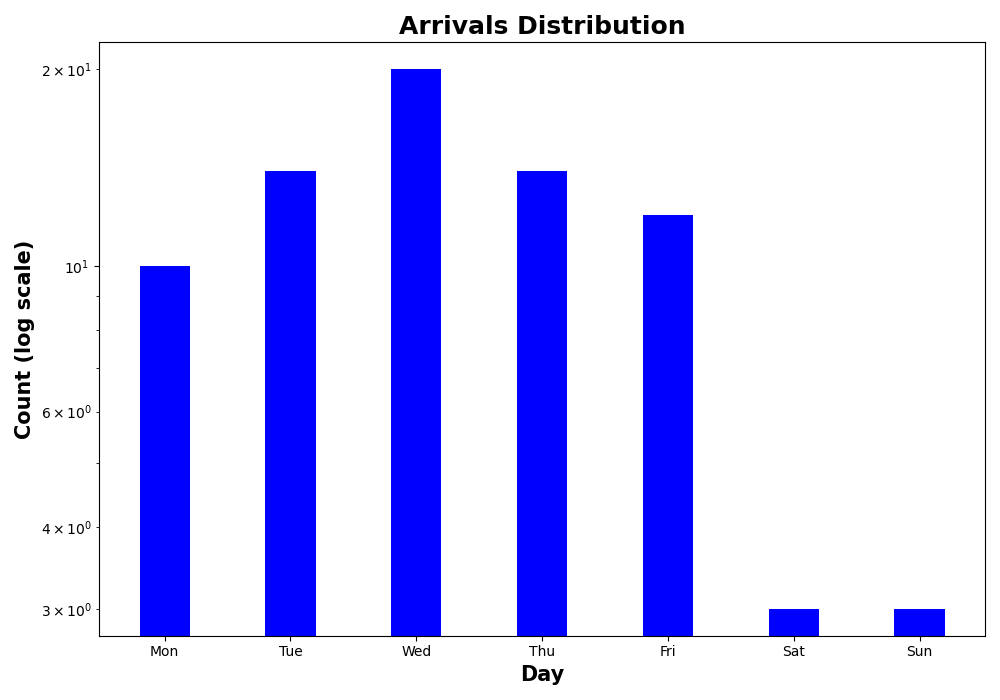 Arrivals Distribution
Count (log scale)
2 × 10¹
10¹
6 × 10⁰
4 × 10⁰
3 × 10⁰
Mon Tue Wed Thu Fri Sat Sun
Day